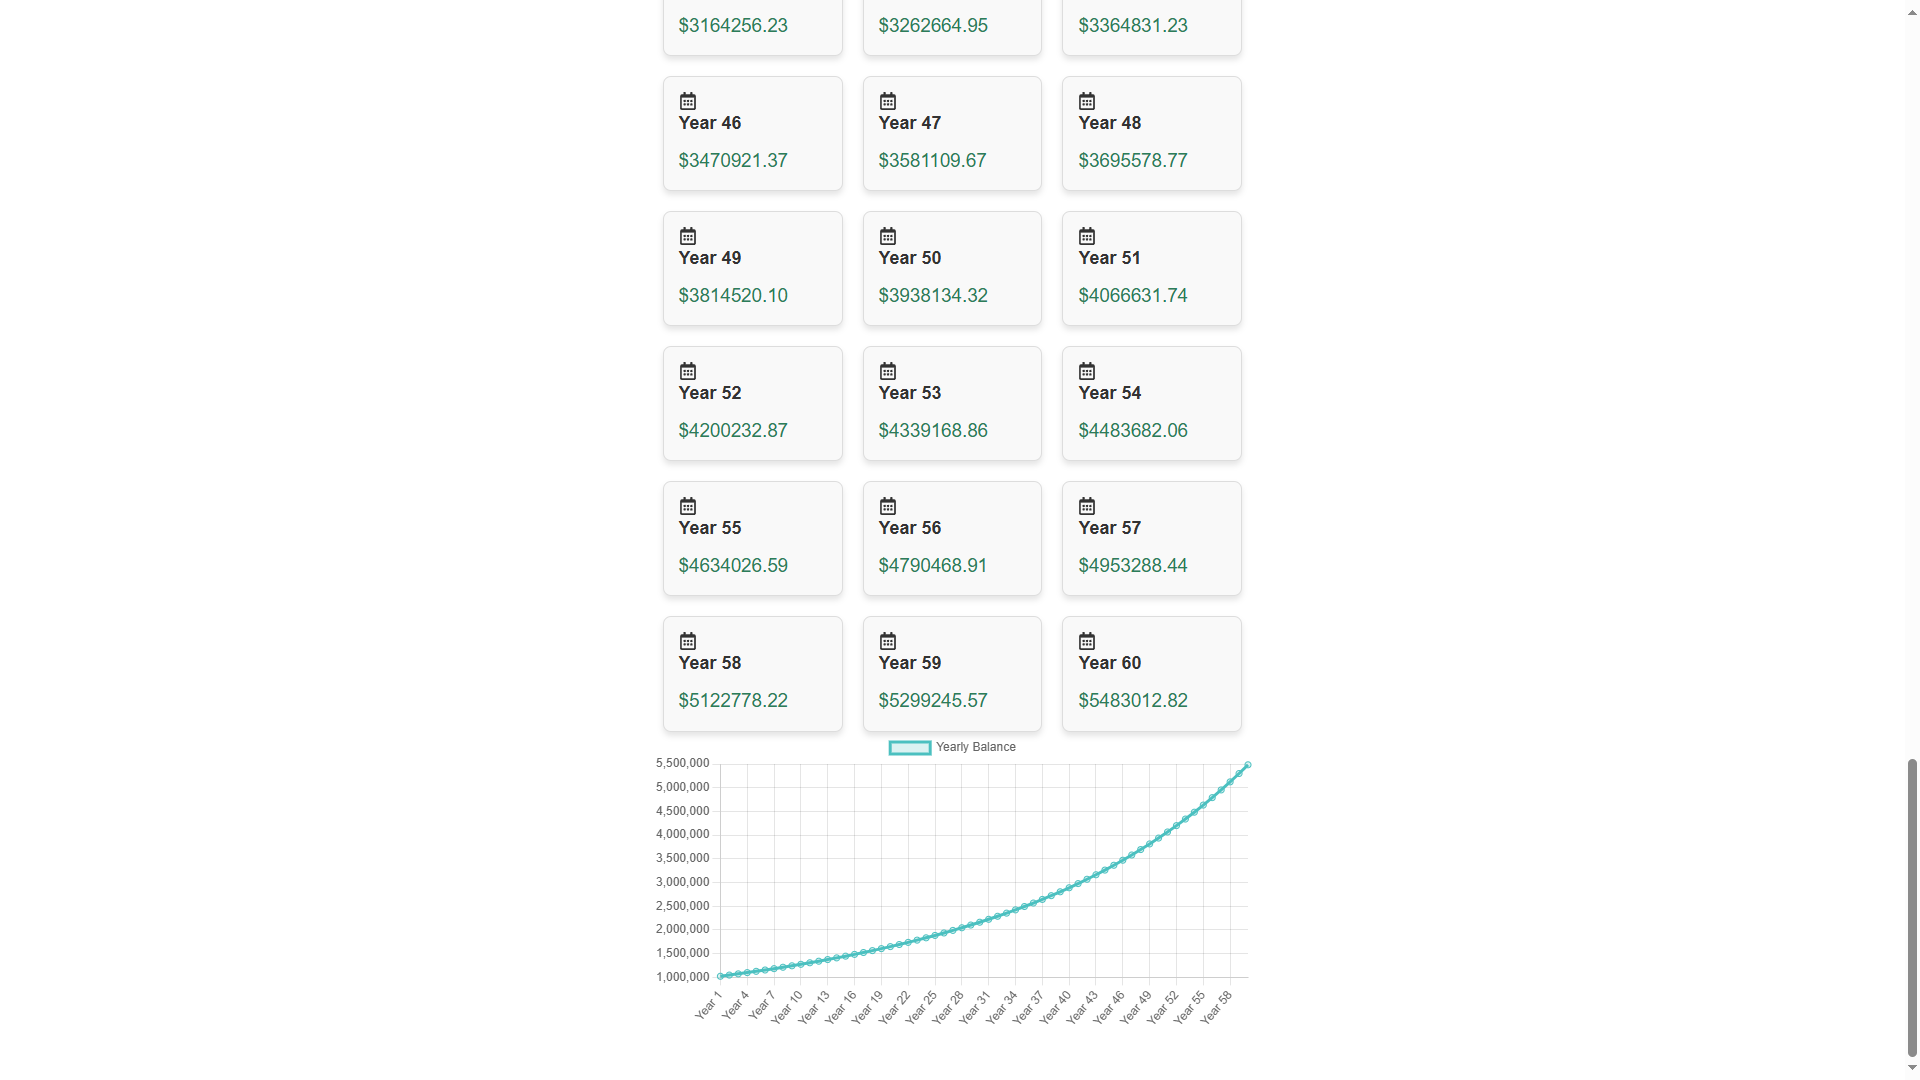 $3164256.23 $3262664.95 $3364831.23
Year 46 Year 47 Year 48
$3470921.37 $3581109.67 $3695578.77
Year 49 Year 50 Year 51
$3814520.10 $3938134.32 $4066631.74
Year 52 Year 53 Year 54
$4200232.87 $4339168.86 $4483682.06
Year 55 Year 56 Year 57
$4634026.59 $4790468.91 $4953288.44
Year 58 Year 59 Year 60
$5122778.22 $5299245.57 $5483012.82
Yearly Balance
5,500,000
5,000,000
4,500,000
4,000,000
3,500,000
3,000,000
2,500,000
2,000,000
1,500,000
1,000,000
Year 1 Year 4 Year 7 Year 10 Year 13 Year 16 Year 19 Year 22 Year 25 Year 28 Year 31 Year 34 Year 37 Year 40 Year 43 Year 46 Year 49 Year 52 Year 55 Year 58